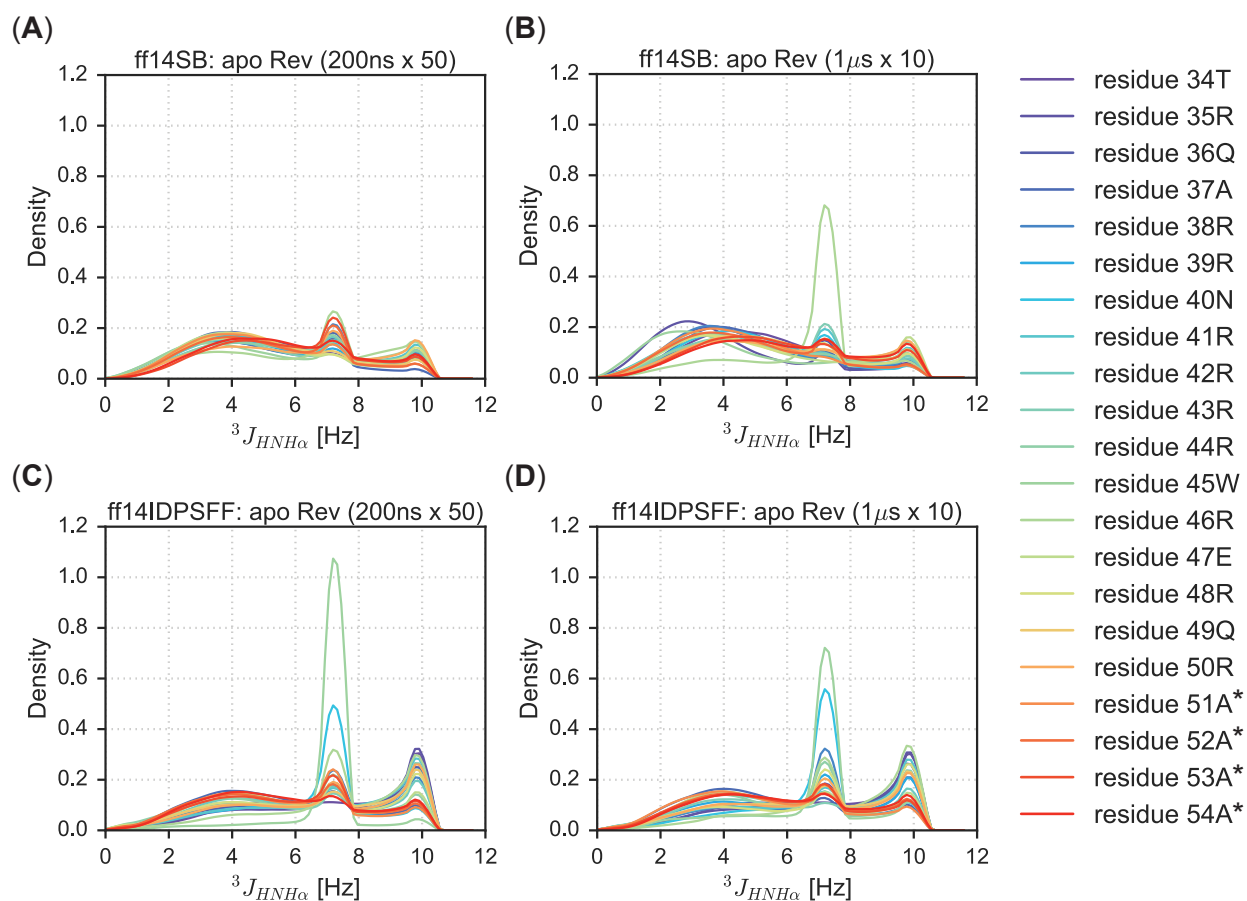 (A)
ff14SB: apo Rev (200ns x 50)
1.2
1.0
0.8
0.6
0.4
0.2
0.0
Density
0 2 4 6 8 10 12
³J_HNHα [Hz]
(B)
ff14SB: apo Rev (1μs x 10)
1.2
1.0
0.8
0.6
0.4
0.2
0.0
Density
0 2 4 6 8 10 12
³J_HNHα [Hz]
(C)
ff14IDPSFF: apo Rev (200ns x 50)
1.2
1.0
0.8
0.6
0.4
0.2
0.0
Density
0 2 4 6 8 10 12
³J_HNHα [Hz]
(D)
ff14IDPSFF: apo Rev (1μs x 10)
1.2
1.0
0.8
0.6
0.4
0.2
0.0
Density
0 2 4 6 8 10 12
³J_HNHα [Hz]
residue 34T
residue 35R
residue 36Q
residue 37A
residue 38R
residue 39R
residue 40N
residue 41R
residue 42R
residue 43R
residue 44R
residue 45W
residue 46R
residue 47E
residue 48R
residue 49Q
residue 50R
residue 51A*
residue 52A*
residue 53A*
residue 54A*